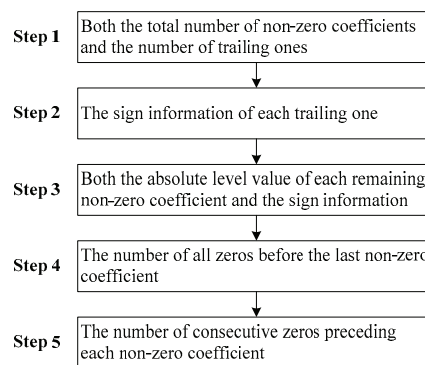 Step 1
Both the total number of non-zero coefficients
and the number of trailing ones
Step 2
The sign information of each trailing one
Step 3
Both the absolute level value of each remaining
non-zero coefficient and the sign information
Step 4
The number of all zeros before the last non-zero
coefficient
Step 5
The number of consecutive zeros preceding
each non-zero coefficient